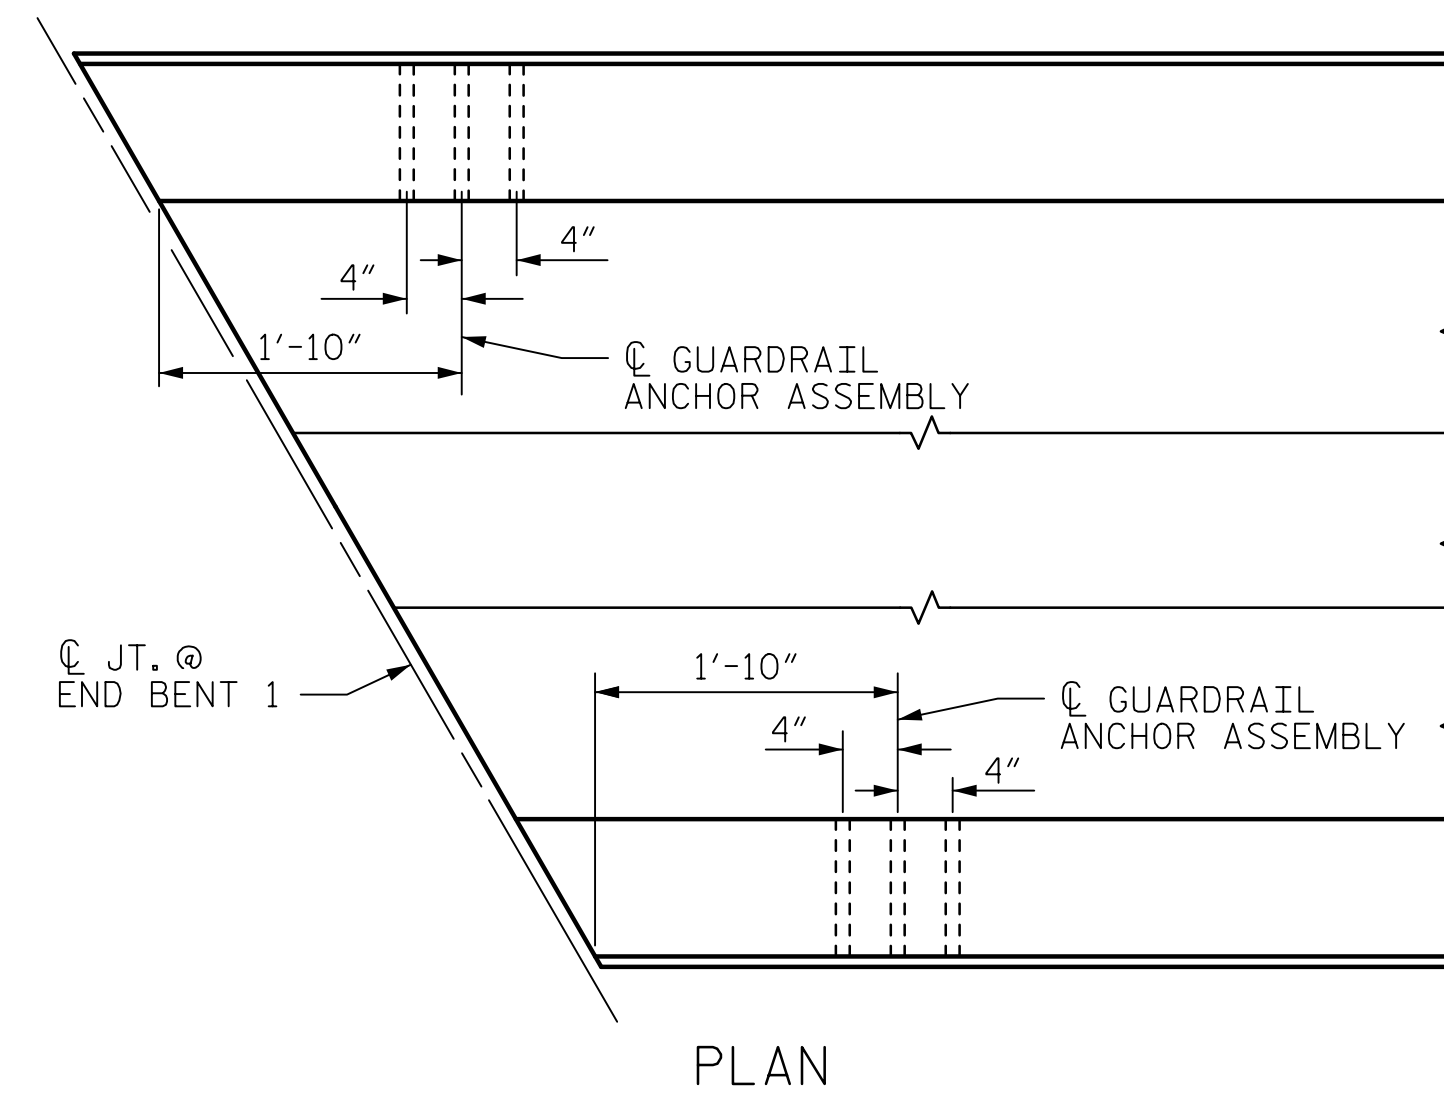 4″
4″
1′-10″
℄ GUARDRAIL
ANCHOR ASSEMBLY
℄ JT. @
END BENT 1
1′-10″
℄ GUARDRAIL
ANCHOR ASSEMBLY
4″
4″
PLAN